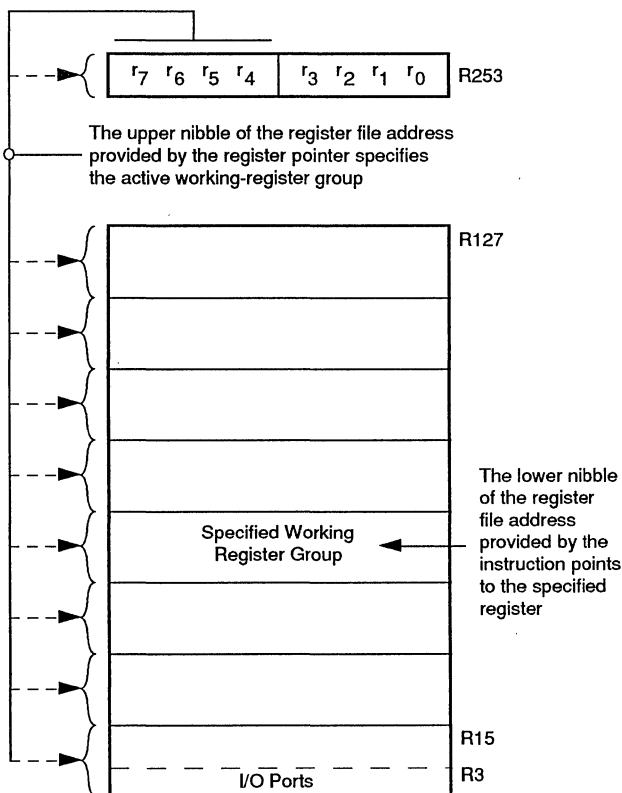 r7 r6 r5 r4 r3 r2 r1 r0 R253
The upper nibble of the register file address
provided by the register pointer specifies
the active working-register group
R127
The lower nibble
of the register
file address
provided by the
instruction points
to the specified
register
Specified Working
Register Group
R15
R3
I/O Ports